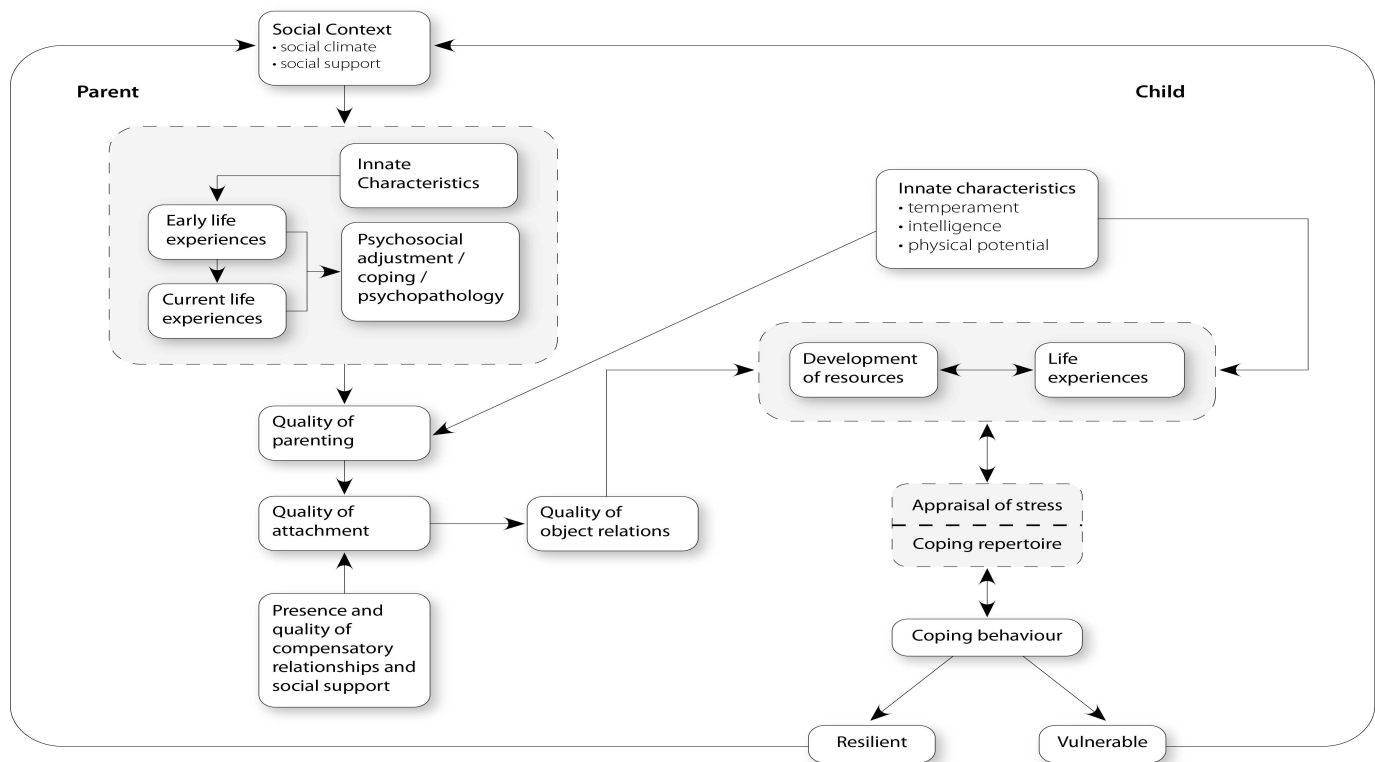 Social Context
• social climate
• social support
Parent
Child
Innate
Characteristics
Early life
experiences
Current life
experiences
Psychosocial
adjustment /
coping /
psychopathology
Innate characteristics
• temperament
• intelligence
• physical potential
Development
of resources
Life
experiences
Quality of
parenting
Quality of
attachment
Quality of
object relations
Appraisal of stress
Coping repertoire
Presence and
quality of
compensatory
relationships and
social support
Coping behaviour
Resilient
Vulnerable